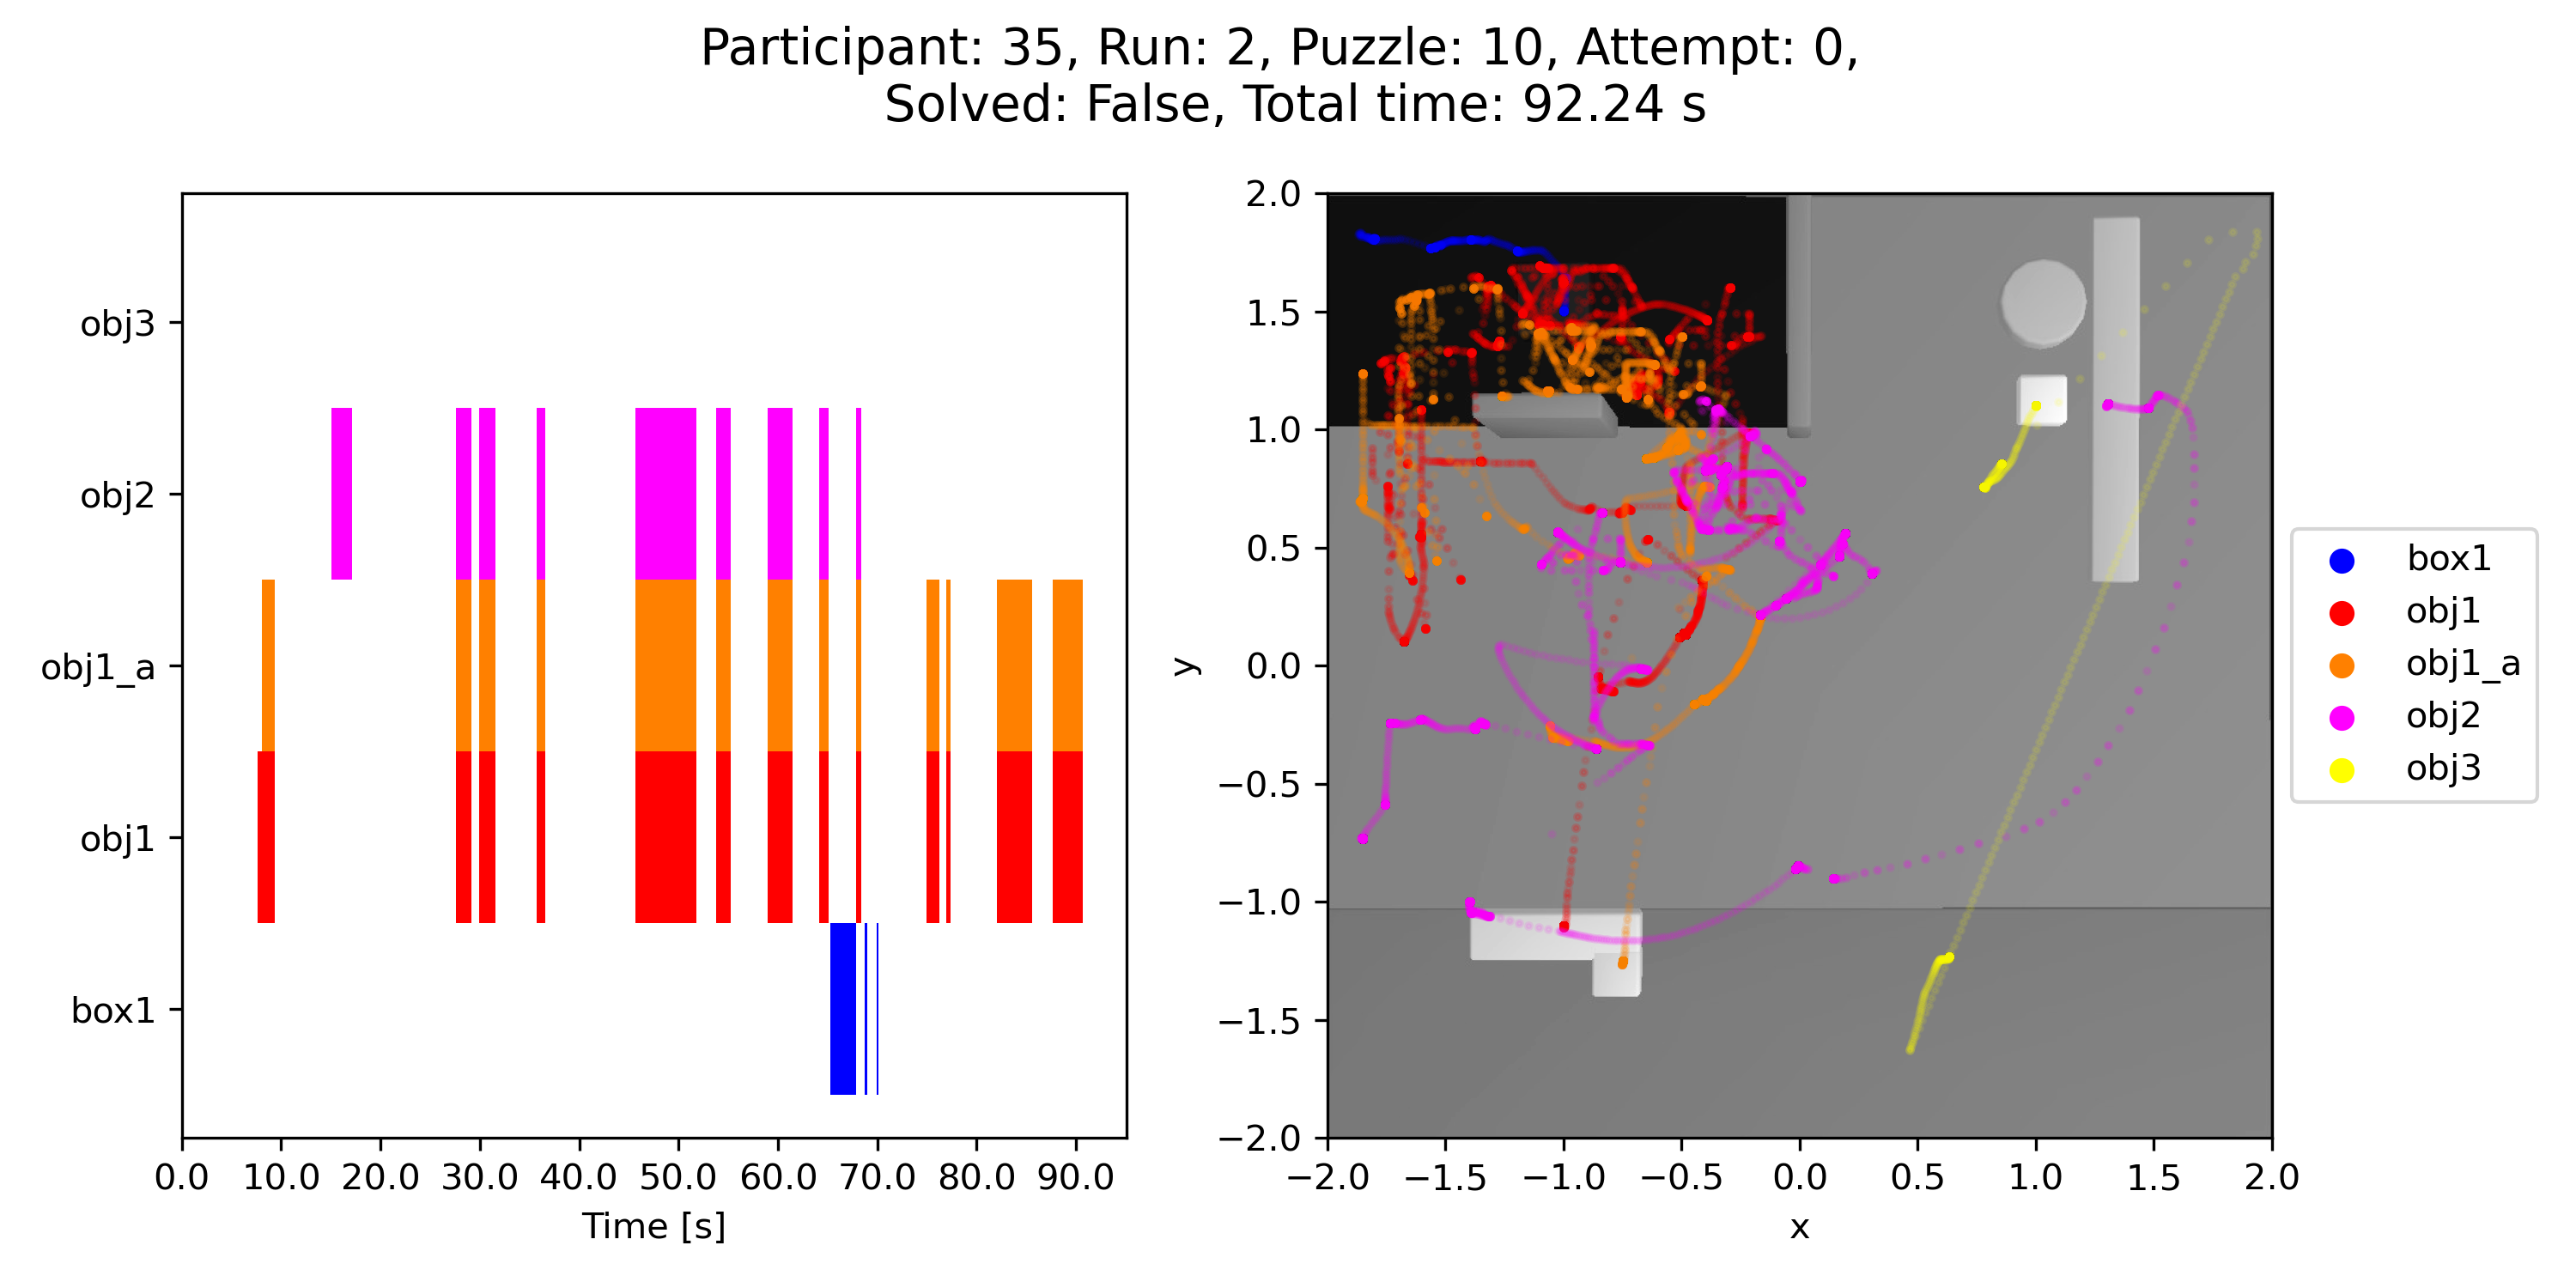 Participant: 35, Run: 2, Puzzle: 10, Attempt: 0,
Solved: False, Total time: 92.24 s
obj3
obj2
obj1_a
obj1
box1
0.0 10.0 20.0 30.0 40.0 50.0 60.0 70.0 80.0 90.0
Time [s]
2.0
1.5
1.0
0.5
0.0
−0.5
−1.0
−1.5
−2.0
y
−2.0 −1.5 −1.0 −0.5 0.0 0.5 1.0 1.5 2.0
x
box1
obj1
obj1_a
obj2
obj3